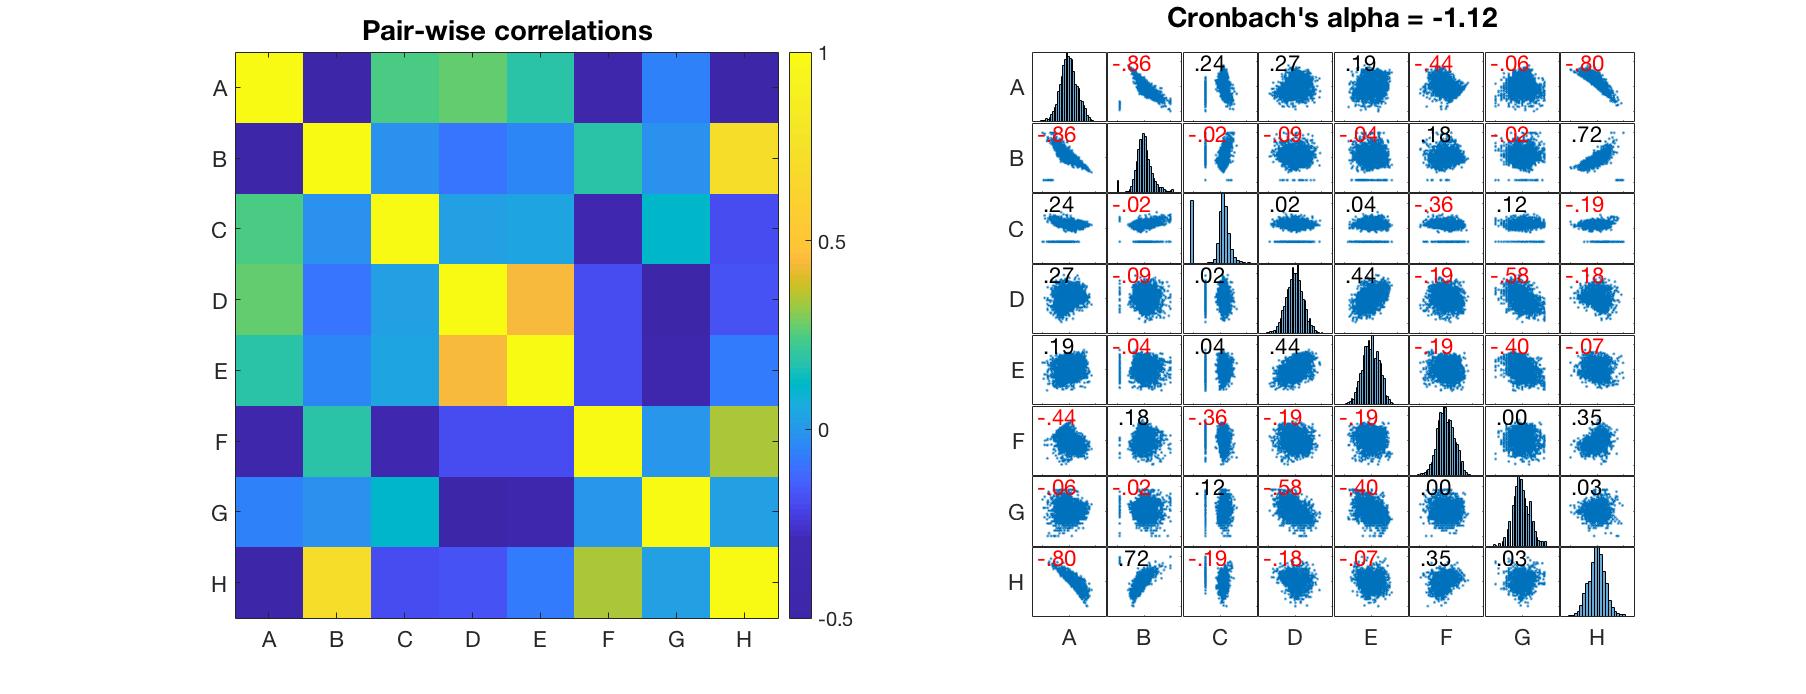 Pair-wise correlations
A
B
C
D
E
F
G
H
A B C D E F G H
1
0.5
0
-0.5
Cronbach's alpha = -1.12
A -.86 .24 .27 .19 -.44 -.06 -.80
B -.86 -.02 -.09 -.04 .18 -.02 .72
C .24 -.02 .02 .04 -.36 .12 -.19
D .27 -.09 .02 .44 -.19 -.58 -.18
E .19 -.04 .04 .44 -.19 -.40 -.07
F -.44 .18 -.36 -.19 -.19 .00 .35
G -.06 -.02 .12 -.58 -.40 .00 .03
H -.80 .72 -.19 -.18 -.07 .35 .03
A B C D E F G H